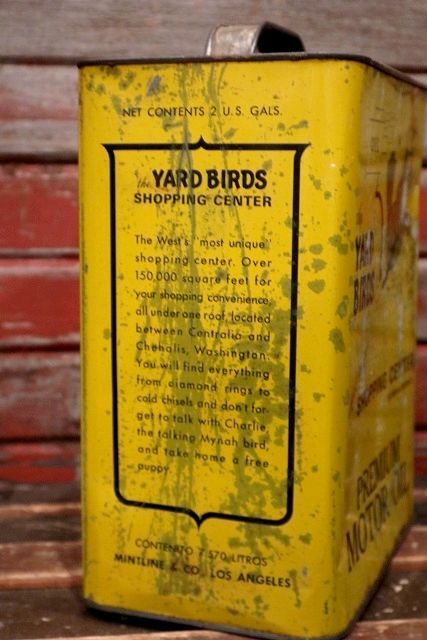 NET CONTENTS 2 U.S. GALS.
the YARD BIRDS
SHOPPING CENTER
The West's "most unique"
shopping center. Over
150,000 square feet for
your shopping convenience,
all under one roof, located
between Centralia and
Chehalis, Washington.
You will find everything
from diamond rings to
cold chisels and don't for-
get to talk with Charlie,
the talking Mynah bird,
and take home a free
puppy.
CONTENITO 7.570 LITROS
MINTLINE & CO., LOS ANGELES
YARD
BIRDS
SHOPPING CENTER
PREMIUM
MOTOR OIL